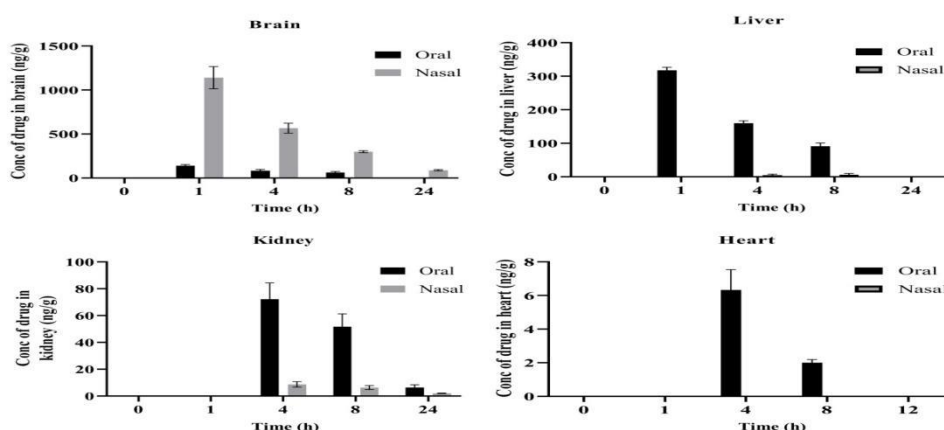 Brain
Conc of drug in brain (ng/g)
1500
1000
500
0
Oral
Nasal
0 1 4 8 24
Time (h)
Liver
Conc of drug in liver (ng/g)
400
300
200
100
0
Oral
Nasal
0 1 4 8 24
Time (h)
Kidney
Conc of drug in
kidney (ng/g)
100
80
60
40
20
0
Oral
Nasal
0 1 4 8 24
Time (h)
Heart
Conc of drug in heart (ng/g)
8
6
4
2
0
Oral
Nasal
0 1 4 8 12
Time (h)